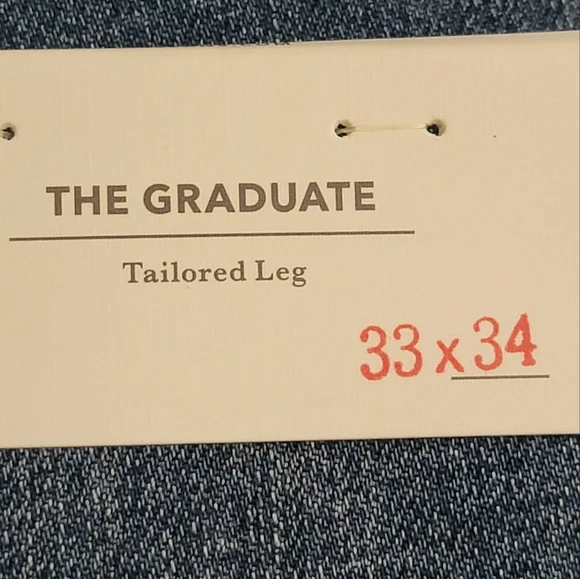 THE GRADUATE
Tailored Leg
33 x 34